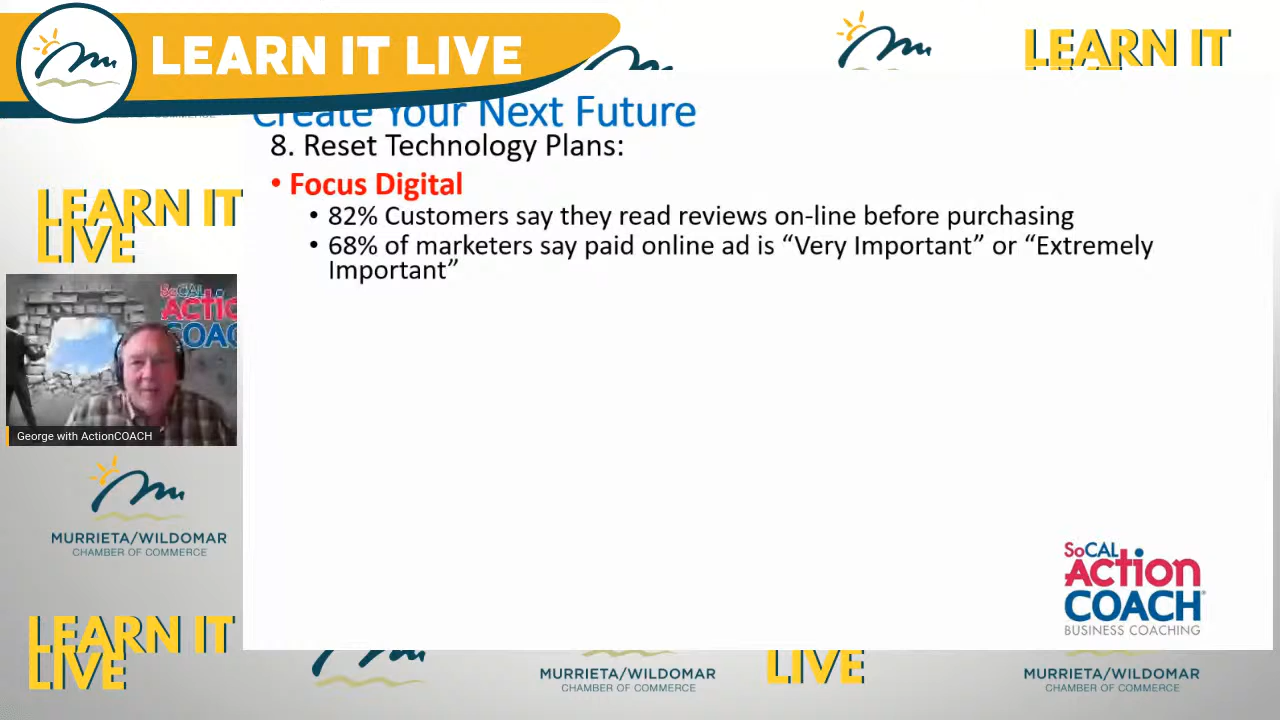 LEARN IT LIVE
LEARN IT
COMMERCE
Create Your Next Future
8. Reset Technology Plans:
• Focus Digital
• 82% Customers say they read reviews on-line before purchasing
• 68% of marketers say paid online ad is “Very Important” or “Extremely
Important”
LEARN IT
LIVE
SoCAL
ACTIO
COAC
George with ActionCOACH
MURRIETA/WILDOMAR
CHAMBER OF COMMERCE
SoCAL
ACTION
COACH®
BUSINESS COACHING
LEARN IT
LIVE
MURRIETA/WILDOMAR
CHAMBER OF COMMERCE
LIVE
MURRIETA/WILDOMAR
CHAMBER OF COMMERCE